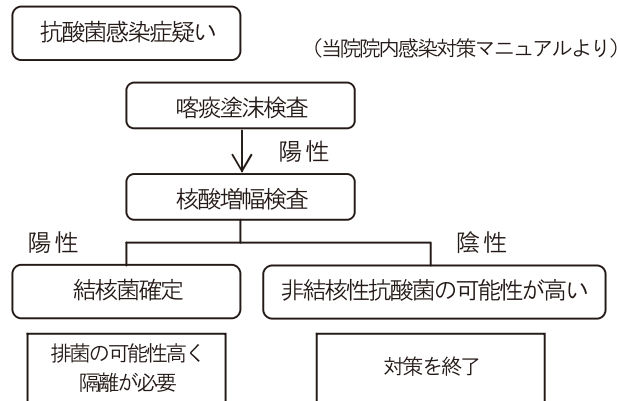 抗酸菌感染症疑い
（当院院内感染対策マニュアルより）
喀痰塗沫検査
陽性
核酸増幅検査
陽性
陰性
結核菌確定
非結核性抗酸菌の可能性が高い
排菌の可能性高く
隔離が必要
対策を終了